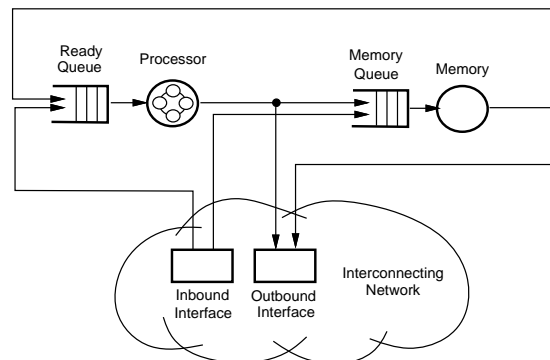 Ready
Queue
Processor
Memory
Queue
Memory
Inbound
Interface
Outbound
Interface
Interconnecting
Network